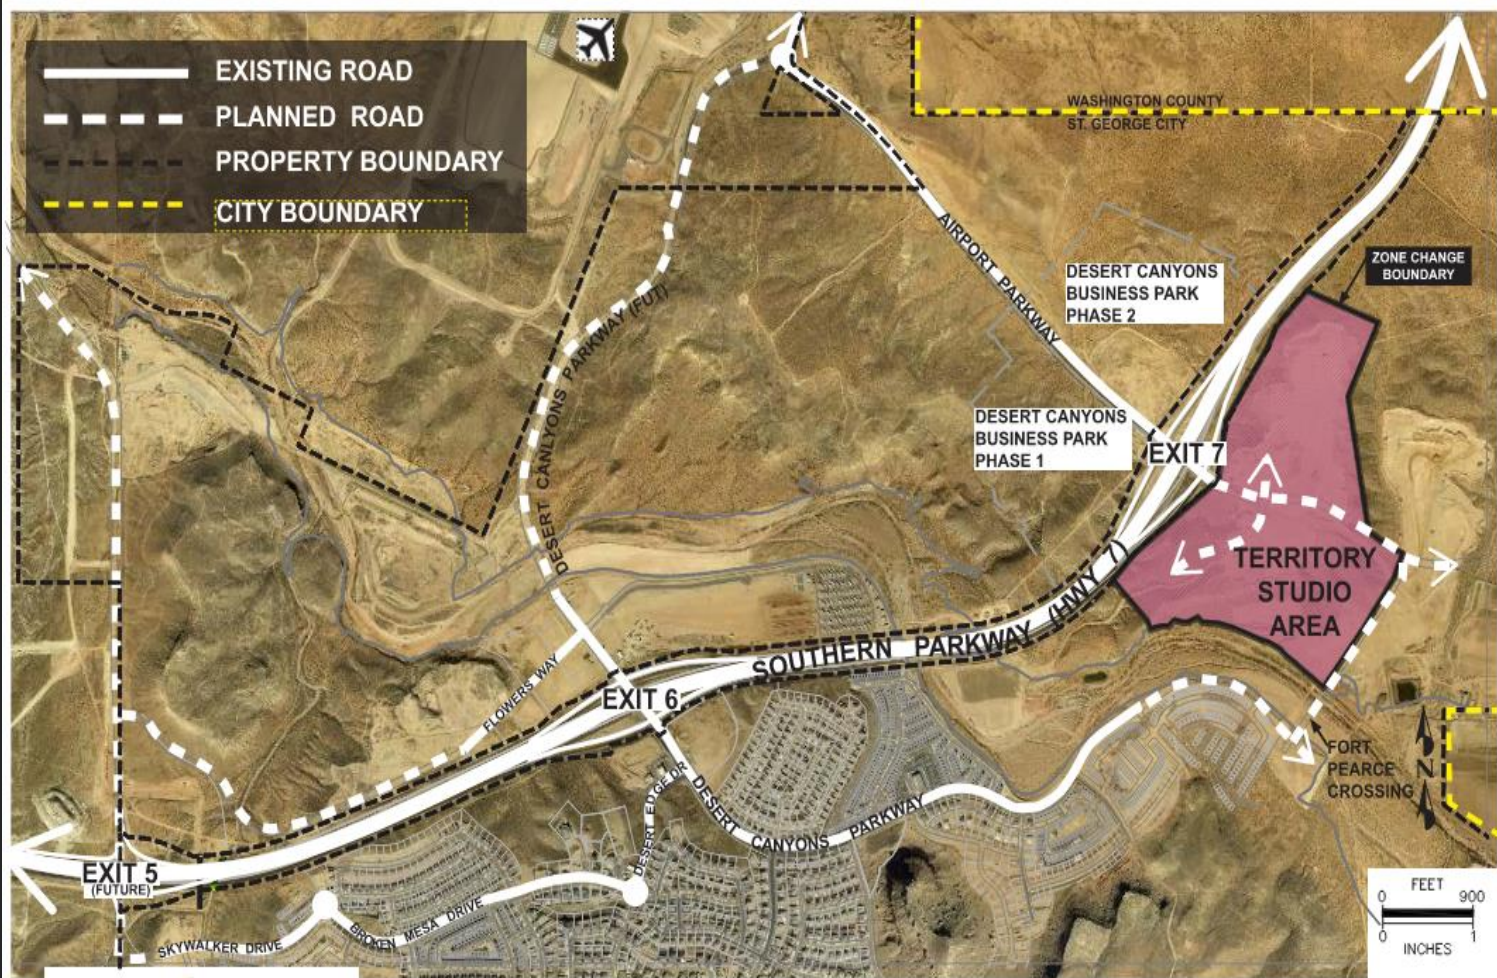 EXISTING ROAD
PLANNED ROAD
PROPERTY BOUNDARY
CITY BOUNDARY
WASHINGTON COUNTY
ST. GEORGE CITY
AIRPORT PARKWAY
ZONE CHANGE
BOUNDARY
DESERT CANYONS
BUSINESS PARK
PHASE 2
DESERT CANYONS PARKWAY (FUT)
DESERT CANYONS
BUSINESS PARK
PHASE 1
EXIT 7
TERRITORY
STUDIO
AREA
SOUTHERN PARKWAY (HWY 7)
FLOWERS WAY
EXIT 6
FORT
PEARCE
CROSSING
N
DESERT EDGE DR
DESERT CANYONS PARKWAY
EXIT 5
(FUTURE)
SKYWALKER DRIVE
BROKEN MESA DRIVE
FEET
0 900
0 1
INCHES